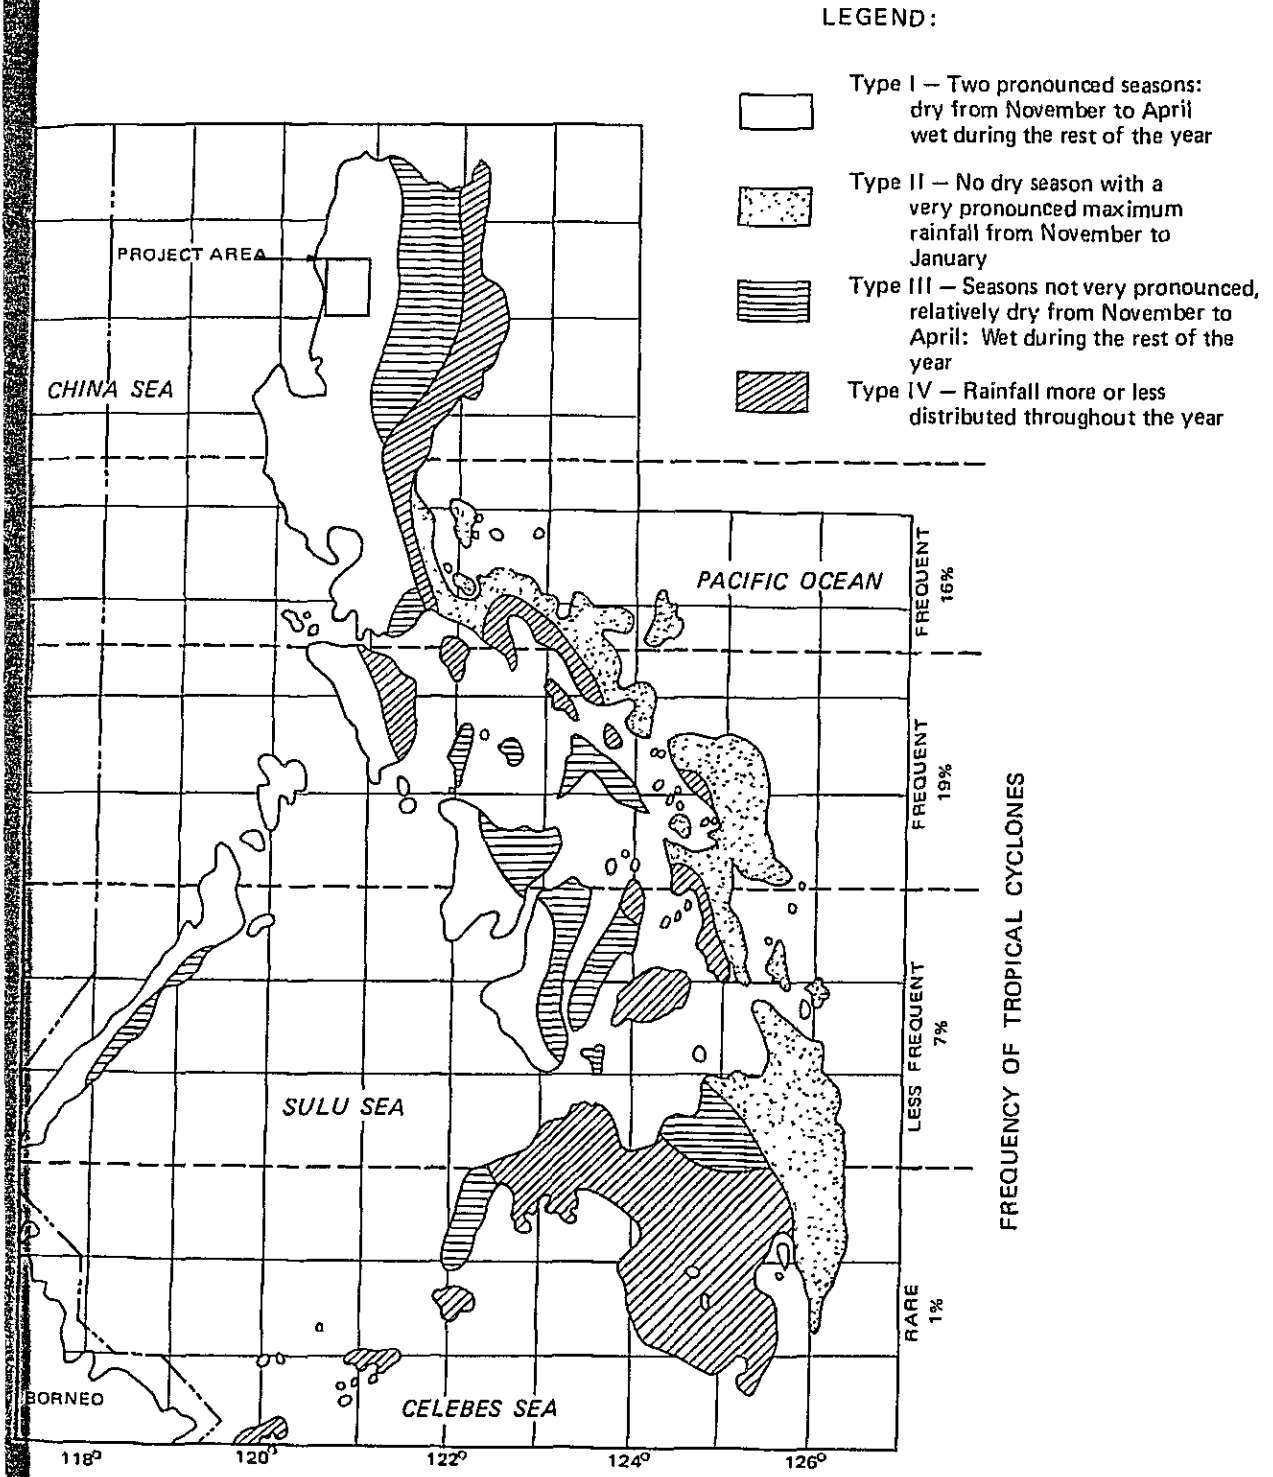 LEGEND:
Type I – Two pronounced seasons:
dry from November to April
wet during the rest of the year
Type II – No dry season with a
very pronounced maximum
rainfall from November to
January
Type III – Seasons not very pronounced,
relatively dry from November to
April: Wet during the rest of the
year
Type IV – Rainfall more or less
distributed throughout the year
PROJECT AREA
CHINA SEA
PACIFIC OCEAN
FREQUENT
16%
FREQUENT
19%
LESS FREQUENT
7%
RARE
1%
FREQUENCY OF TROPICAL CYCLONES
SULU SEA
BORNEO
CELEBES SEA
118° 120° 122° 124° 126°